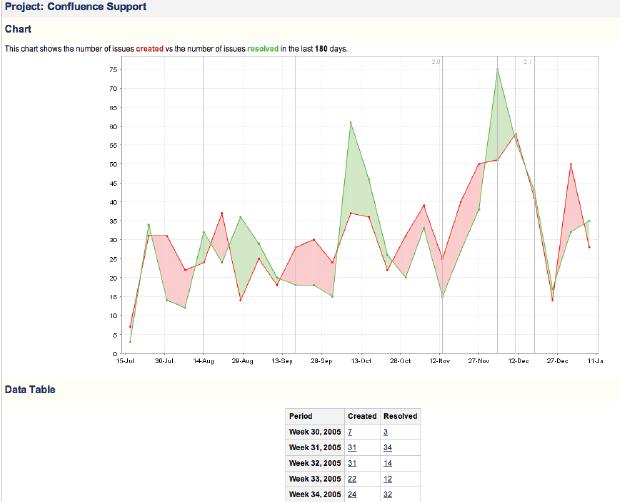 Project: Confluence Support
Chart
This chart shows the number of issues created vs the number of issues resolved in the last 180 days.
2.0
2.1
75
70
65
60
55
50
45
40
35
30
25
20
15
10
5
0
15-Jul 30-Jul 14-Aug 29-Aug 13-Sep 28-Sep 13-Oct 28-Oct 12-Nov 27-Nov 12-Dec 27-Dec 11-Ja
Data Table
Period Created Resolved
Week 30, 2005 7 3
Week 31, 2005 31 34
Week 32, 2005 31 14
Week 33, 2005 22 12
Week 34, 2005 24 32